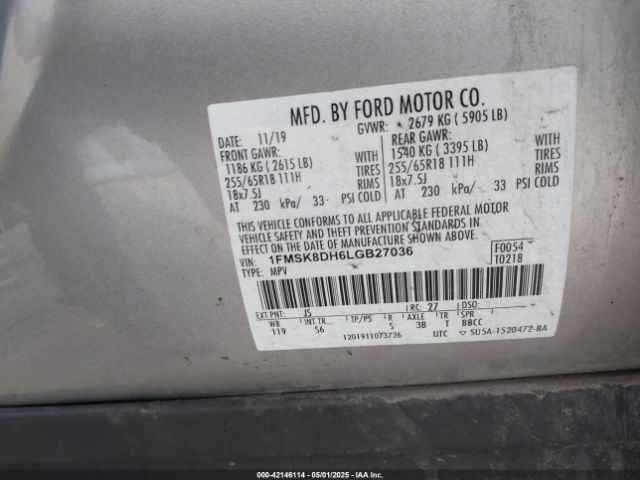 MFD. BY FORD MOTOR CO.
DATE: 11/19 GVWR: 2679 KG ( 5905 LB)
FRONT GAWR: REAR GAWR:
1186 KG ( 2615 LB) WITH 1540 KG ( 3395 LB) WITH
255/65R18 111H TIRES 255/65R18 111H TIRES
18x7.5J RIMS 18x7.5J RIMS
AT 230 kPa/ 33 PSI COLD AT 230 kPa/ 33 PSI COLD
THIS VEHICLE CONFORMS TO ALL APPLICABLE FEDERAL MOTOR
VEHICLE SAFETY AND THEFT PREVENTION STANDARDS IN EFFECT
ON THE DATE OF MANUFACTURE SHOWN ABOVE.
VIN: 1FMSK8DH6LGB27036 F0054
TYPE: MPV T0218
EXT PNT: JS RC: 27 DSO:
WB INT TR TP/PS R AXLE TR SPR
119 S6 S 3B T BBCC
1201911073726 UTC 5U5A-1520472-BA
000-42146114 - 05/01/2025 - IAA Inc.